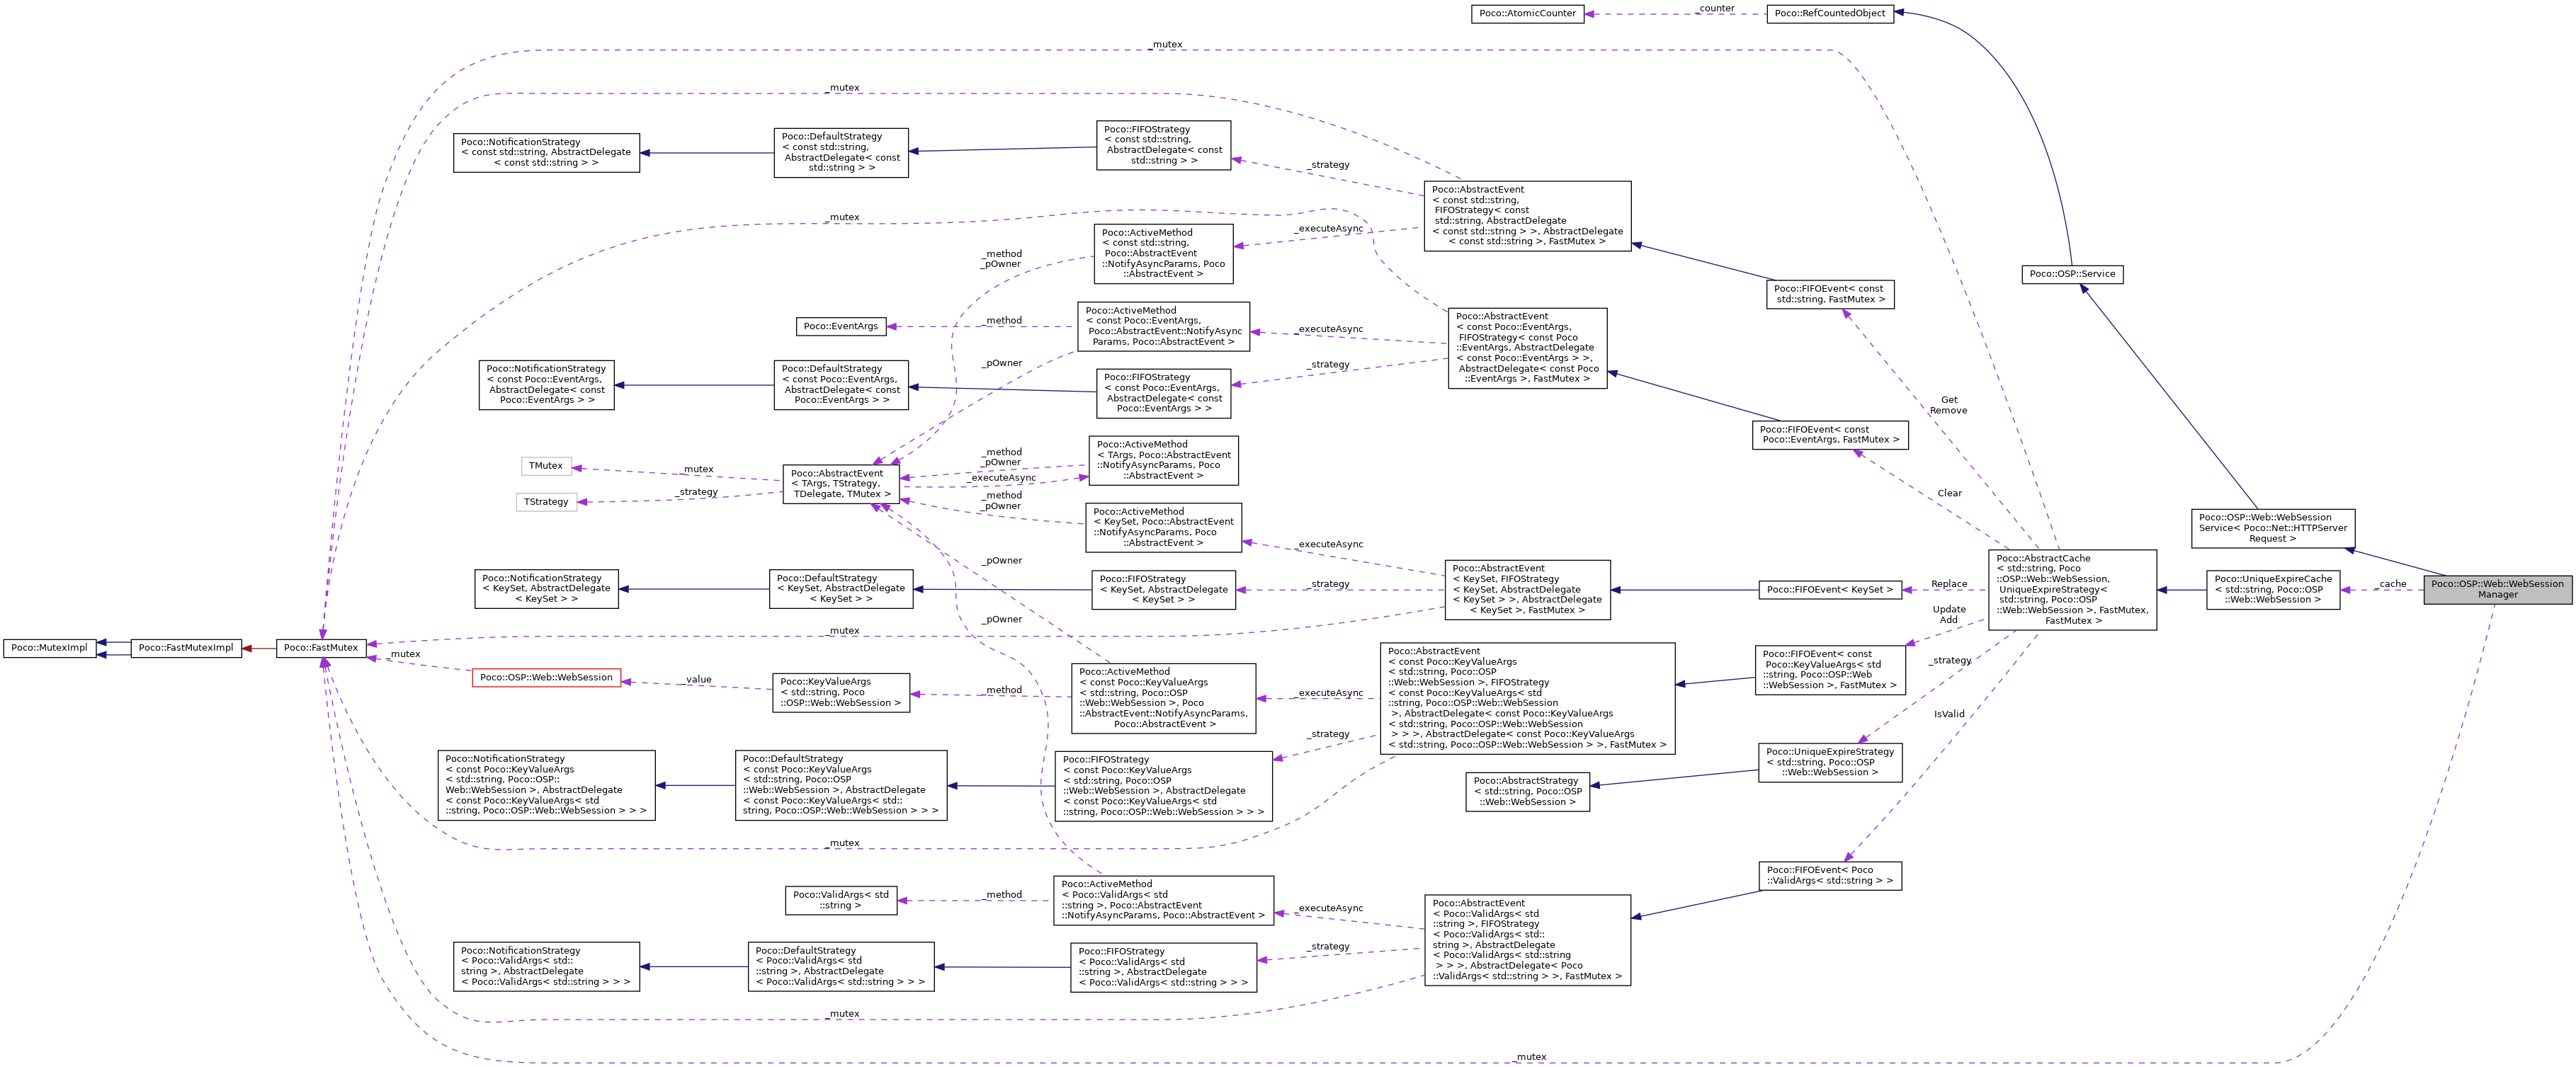 Poco::AtomicCounter
_counter
Poco::RefCountedObject
_mutex
_mutex
Poco::NotificationStrategy
< const std::string, AbstractDelegate
< const std::string > >
Poco::DefaultStrategy
< const std::string,
AbstractDelegate< const
std::string > >
Poco::FIFOStrategy
< const std::string,
AbstractDelegate< const
std::string > >
_strategy
Poco::AbstractEvent
< const std::string,
FIFOStrategy< const
std::string, AbstractDelegate
< const std::string > >, AbstractDelegate
< const std::string >, FastMutex >
_mutex
Poco::ActiveMethod
< const std::string,
Poco::AbstractEvent
::NotifyAsyncParams, Poco
::AbstractEvent >
_executeAsync
_method
_pOwner
Poco::OSP::Service
Poco::FIFOEvent< const
std::string, FastMutex >
Poco::EventArgs
_method
Poco::ActiveMethod
< const Poco::EventArgs,
Poco::AbstractEvent::NotifyAsync
Params, Poco::AbstractEvent >
_executeAsync
Poco::AbstractEvent
< const Poco::EventArgs,
FIFOStrategy< const Poco
::EventArgs, AbstractDelegate
< const Poco::EventArgs > >,
AbstractDelegate< const Poco
::EventArgs >, FastMutex >
_pOwner
_strategy
Poco::NotificationStrategy
< const Poco::EventArgs,
AbstractDelegate< const
Poco::EventArgs > >
Poco::DefaultStrategy
< const Poco::EventArgs,
AbstractDelegate< const
Poco::EventArgs > >
Poco::FIFOStrategy
< const Poco::EventArgs,
AbstractDelegate< const
Poco::EventArgs > >
Get
Remove
Poco::FIFOEvent< const
Poco::EventArgs, FastMutex >
TMutex
_mutex
TStrategy
_strategy
Poco::AbstractEvent
< TArgs, TStrategy,
TDelegate, TMutex >
_method
_pOwner
_executeAsync
Poco::ActiveMethod
< TArgs, Poco::AbstractEvent
::NotifyAsyncParams, Poco
::AbstractEvent >
Clear
_method
_pOwner
Poco::ActiveMethod
< KeySet, Poco::AbstractEvent
::NotifyAsyncParams, Poco
::AbstractEvent >
_executeAsync
Poco::OSP::Web::WebSession
Service< Poco::Net::HTTPServer
Request >
_pOwner
Poco::NotificationStrategy
< KeySet, AbstractDelegate
< KeySet > >
Poco::DefaultStrategy
< KeySet, AbstractDelegate
< KeySet > >
Poco::FIFOStrategy
< KeySet, AbstractDelegate
< KeySet > >
_strategy
Poco::AbstractEvent
< KeySet, FIFOStrategy
< KeySet, AbstractDelegate
< KeySet > >, AbstractDelegate
< KeySet >, FastMutex >
Poco::FIFOEvent< KeySet >
Replace
Poco::AbstractCache
< std::string, Poco
::OSP::Web::WebSession,
UniqueExpireStrategy<
std::string, Poco::OSP
::Web::WebSession >, FastMutex,
FastMutex >
Poco::UniqueExpireCache
< std::string, Poco::OSP
::Web::WebSession >
_cache
Poco::OSP::Web::WebSession
Manager
_pOwner
_mutex
Update
Add
Poco::MutexImpl
Poco::FastMutexImpl
Poco::FastMutex
_mutex
Poco::OSP::Web::WebSession
_value
Poco::KeyValueArgs
< std::string, Poco
::OSP::Web::WebSession >
_method
Poco::ActiveMethod
< const Poco::KeyValueArgs
< std::string, Poco::OSP
::Web::WebSession >, Poco
::AbstractEvent::NotifyAsyncParams,
Poco::AbstractEvent >
_executeAsync
Poco::AbstractEvent
< const Poco::KeyValueArgs
< std::string, Poco::OSP
::Web::WebSession >, FIFOStrategy
< const Poco::KeyValueArgs< std
::string, Poco::OSP::Web::WebSession
>, AbstractDelegate< const Poco::KeyValueArgs
< std::string, Poco::OSP::Web::WebSession
> > >, AbstractDelegate< const Poco::KeyValueArgs
< std::string, Poco::OSP::Web::WebSession > >, FastMutex >
Poco::FIFOEvent< const
Poco::KeyValueArgs< std
::string, Poco::OSP::Web
::WebSession >, FastMutex >
_strategy
IsValid
_strategy
Poco::NotificationStrategy
< const Poco::KeyValueArgs
< std::string, Poco::OSP::
Web::WebSession >, AbstractDelegate
< const Poco::KeyValueArgs< std
::string, Poco::OSP::Web::WebSession > > >
Poco::DefaultStrategy
< const Poco::KeyValueArgs
< std::string, Poco::OSP
::Web::WebSession >, AbstractDelegate
< const Poco::KeyValueArgs< std::
string, Poco::OSP::Web::WebSession > > >
Poco::FIFOStrategy
< const Poco::KeyValueArgs
< std::string, Poco::OSP
::Web::WebSession >, AbstractDelegate
< const Poco::KeyValueArgs< std
::string, Poco::OSP::Web::WebSession > > >
Poco::AbstractStrategy
< std::string, Poco::OSP
::Web::WebSession >
Poco::UniqueExpireStrategy
< std::string, Poco::OSP
::Web::WebSession >
_mutex
Poco::ValidArgs< std
::string >
_method
Poco::ActiveMethod
< Poco::ValidArgs< std
::string >, Poco::AbstractEvent
::NotifyAsyncParams, Poco::AbstractEvent >
_executeAsync
Poco::AbstractEvent
< Poco::ValidArgs< std
::string >, FIFOStrategy
< Poco::ValidArgs< std::
string >, AbstractDelegate
< Poco::ValidArgs< std::string
> > >, AbstractDelegate< Poco
::ValidArgs< std::string > >, FastMutex >
Poco::FIFOEvent< Poco
::ValidArgs< std::string > >
_strategy
Poco::NotificationStrategy
< Poco::ValidArgs< std::
string >, AbstractDelegate
< Poco::ValidArgs< std::string > > >
Poco::DefaultStrategy
< Poco::ValidArgs< std
::string >, AbstractDelegate
< Poco::ValidArgs< std::string > > >
Poco::FIFOStrategy
< Poco::ValidArgs< std
::string >, AbstractDelegate
< Poco::ValidArgs< std::string > > >
_mutex
_mutex